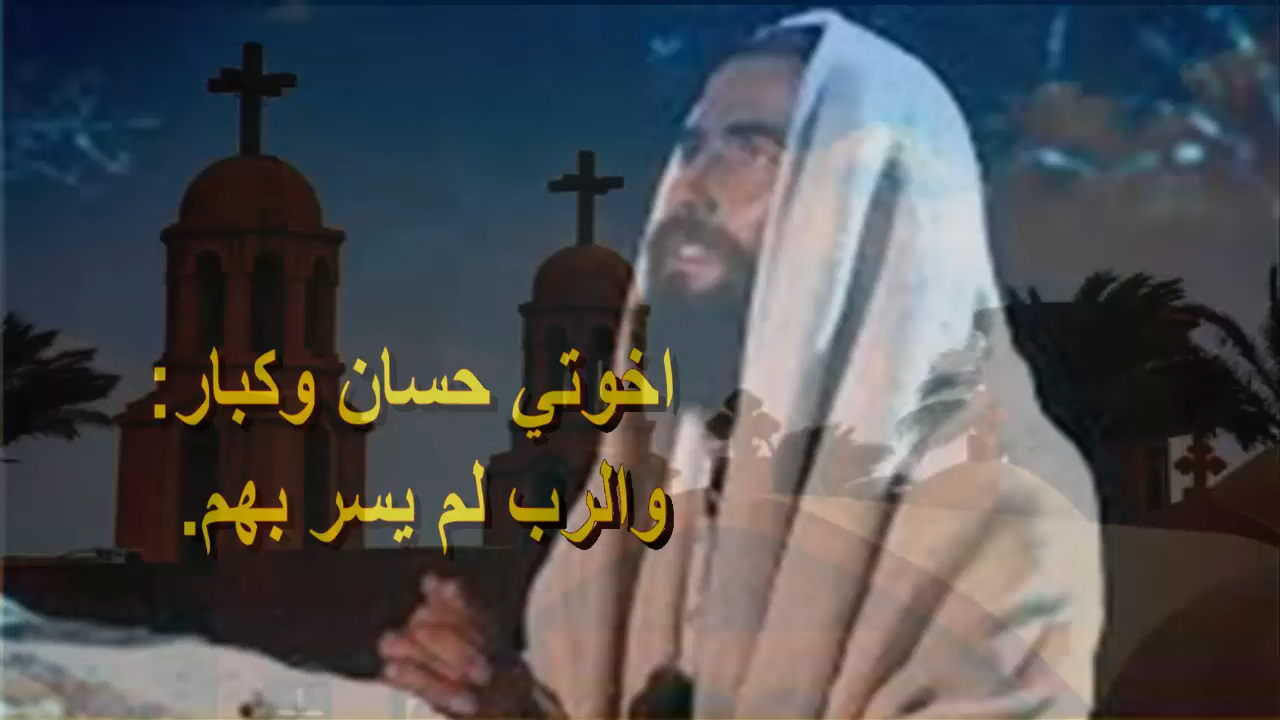 اخوتي حسان وكبار:
والرب لم يسر بهم.